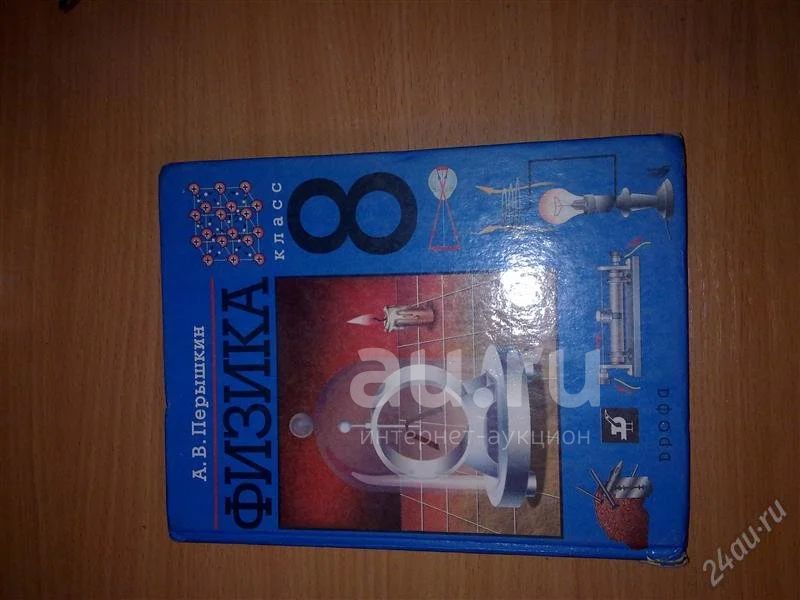 А. В. Перышкин
ФИЗИКА
класс
8
дрофа
au.ru
интернет-аукцион
24au.ru